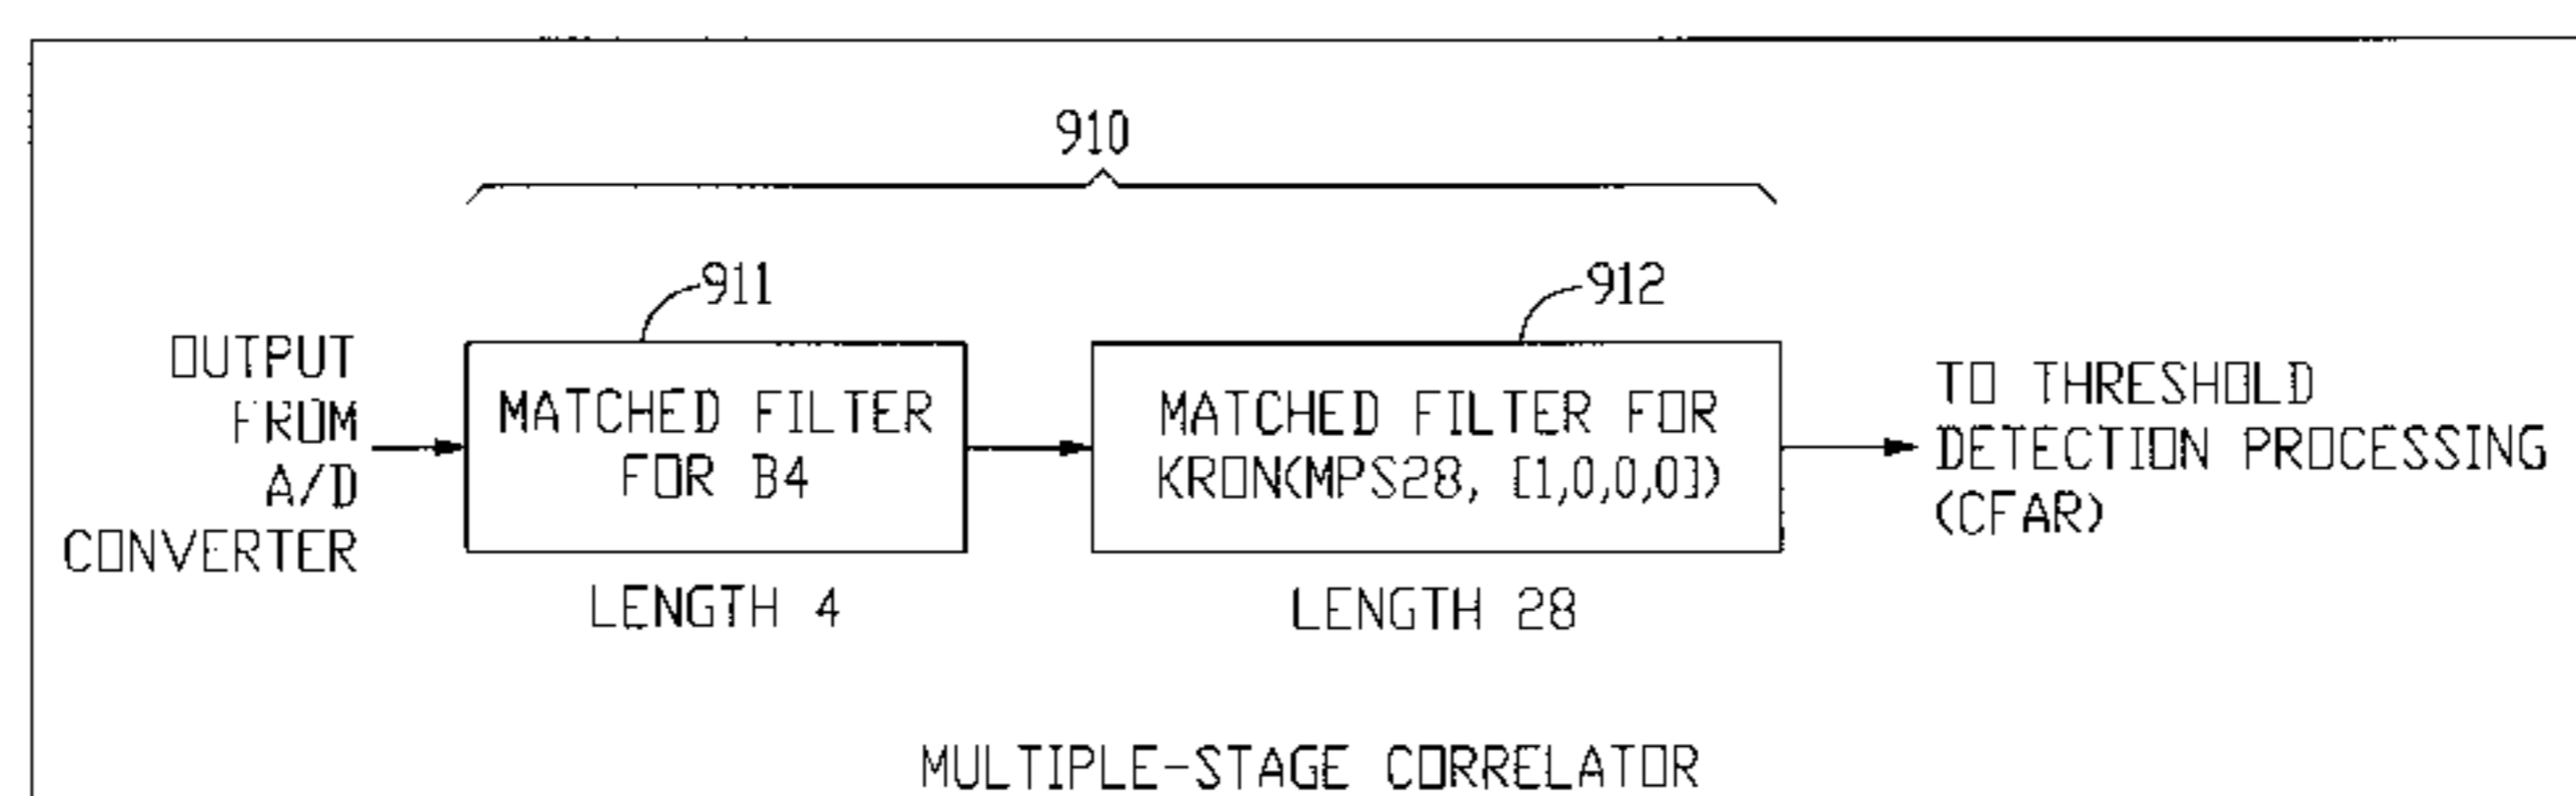 910
911
912
OUTPUT
FROM
A/D
CONVERTER
MATCHED FILTER
FOR B4
MATCHED FILTER FOR
KRON(MPS28, [1,0,0,0])
TO THRESHOLD
DETECTION PROCESSING
(CFAR)
LENGTH 4
LENGTH 28
MULTIPLE-STAGE CORRELATOR